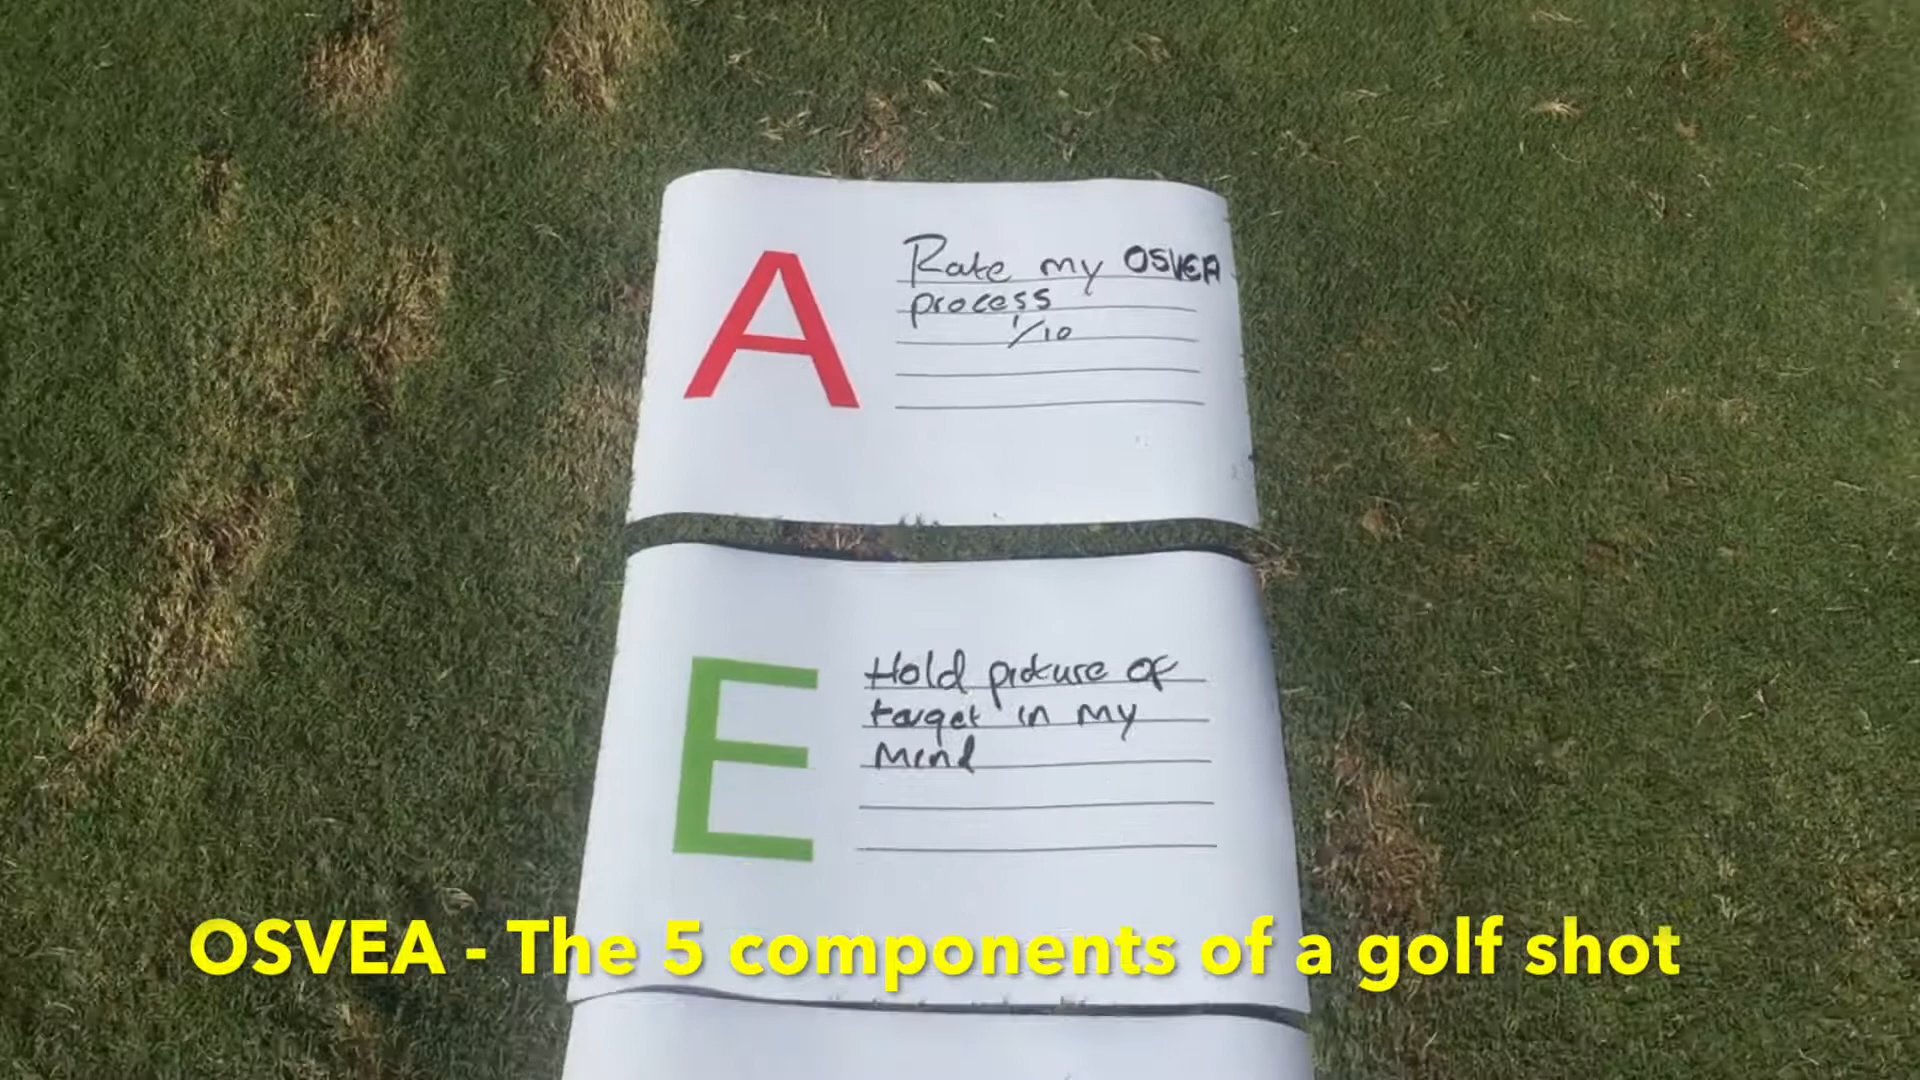 A
Rate my OSVEA
process
1/10
E
Hold picture of
target in my
mind
OSVEA - The 5 components of a golf shot